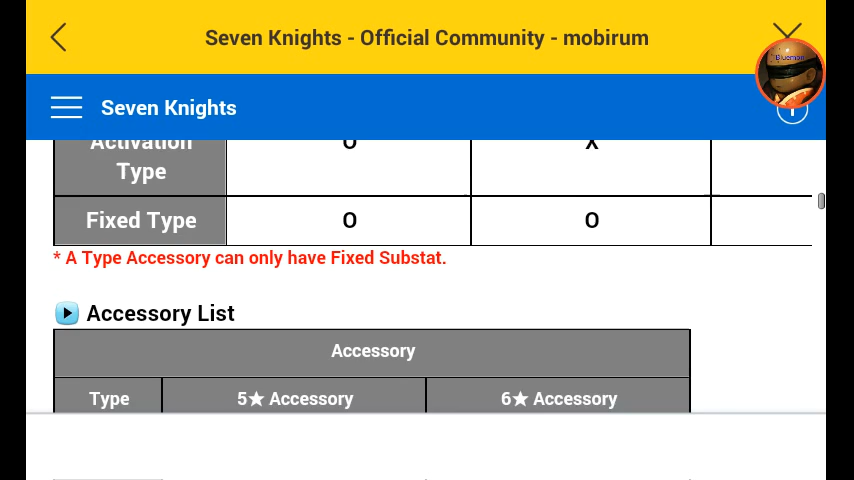 Seven Knights - Official Community - mobirum
Bluemon
Seven Knights
Activation
Type
O
X
Fixed Type
O
O
* A Type Accessory can only have Fixed Substat.
Accessory List
Accessory
Type
5★ Accessory
6★ Accessory